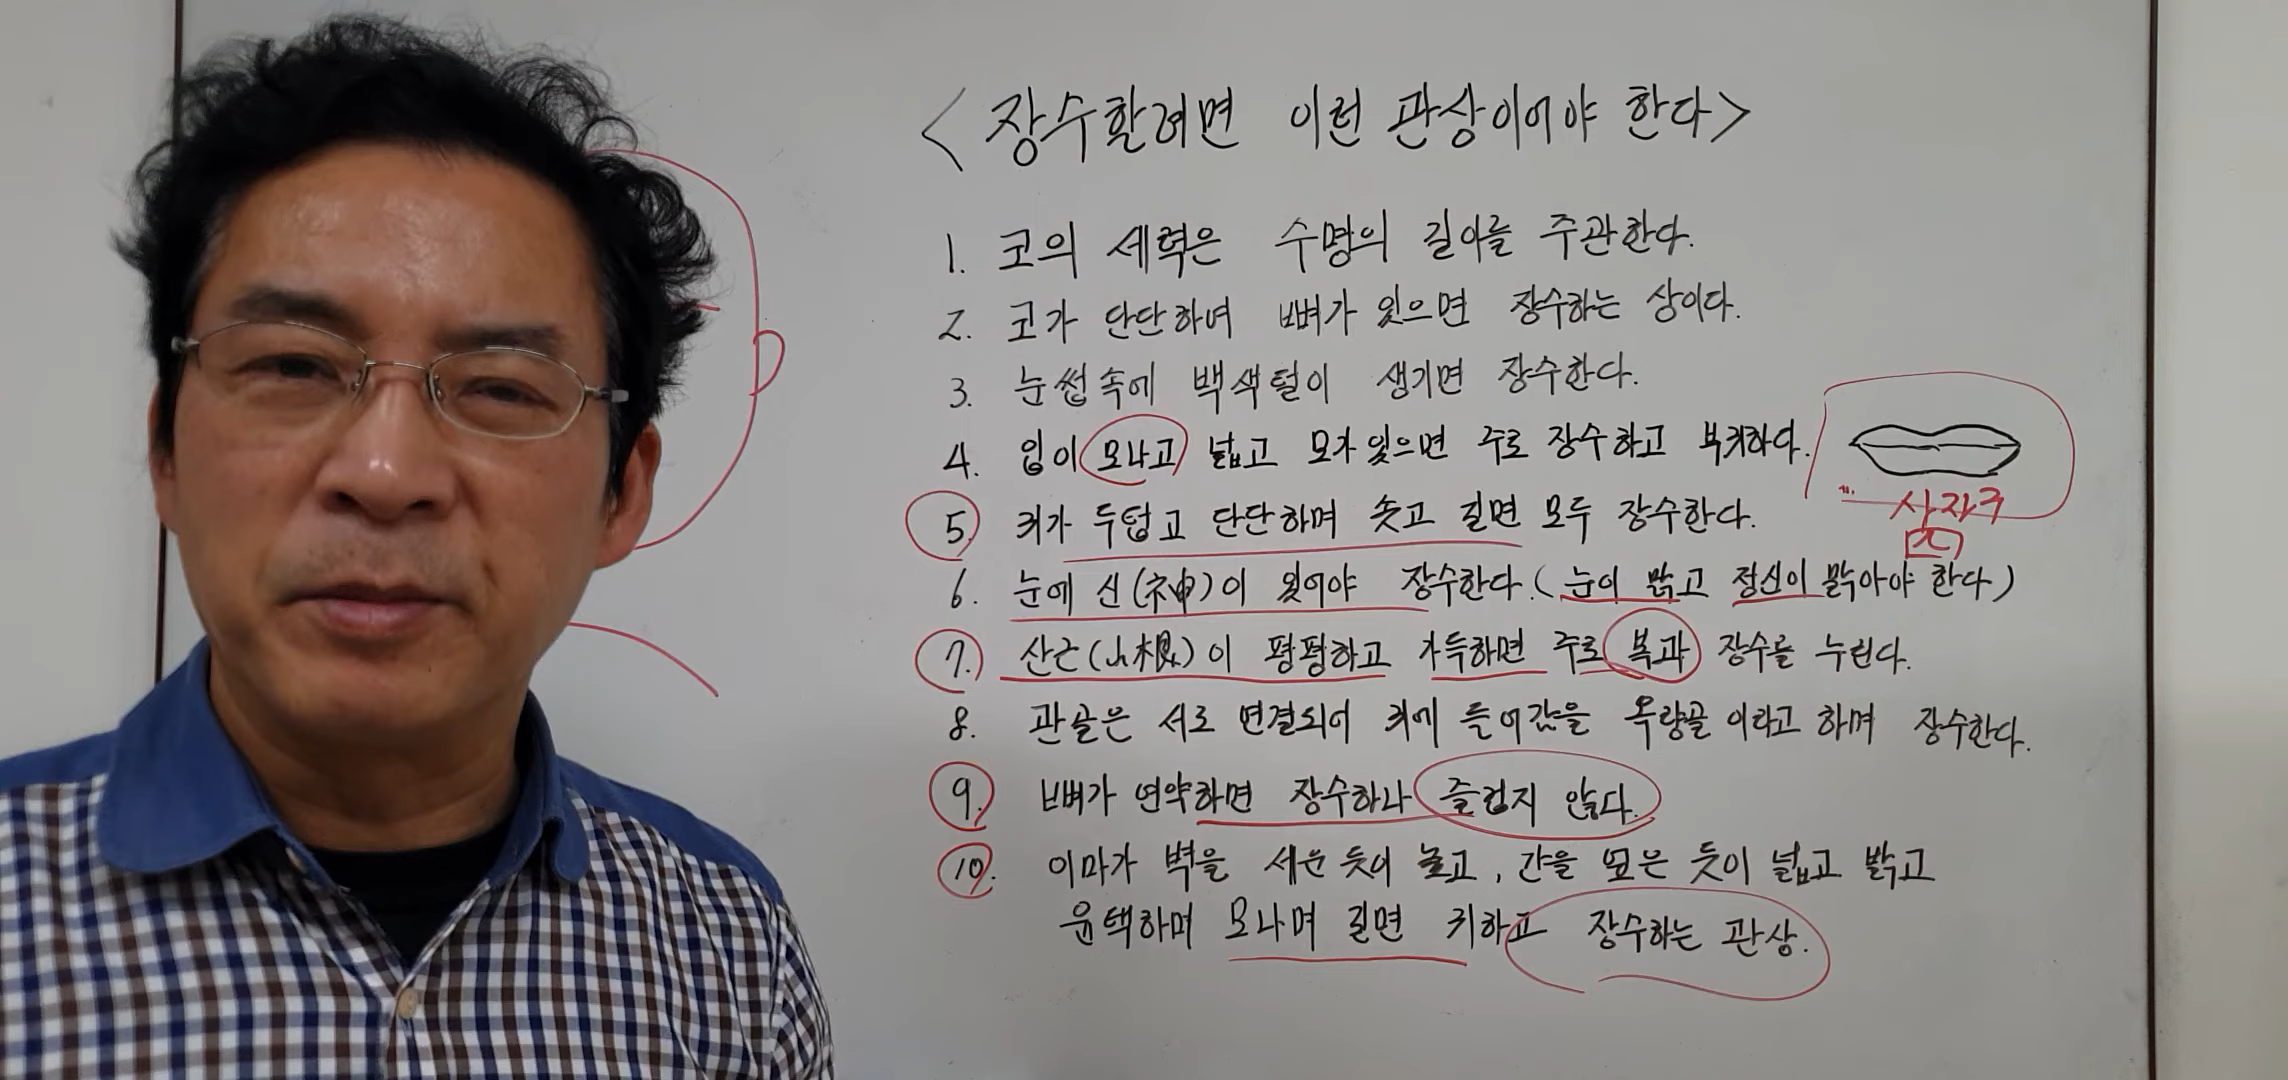 <장수할려면 이런 관상이어야 한다>
1. 코의 세력은 수명의 길이를 주관한다.
2. 코가 단단하며 뼈가 있으면 장수하는 상이다.
3. 눈썹속에 백색털이 생기면 장수한다.
4. 입이 모나고 넓고 모가 있으면 주로 장수하고 부귀하다.
사자구
5. 귀가 두텁고 단단하며 솟고 길면 모두 장수한다.
6. 눈에 신(神)이 있어야 장수한다.(눈이 맑고 정신이 맑아야 한다)
7. 산근(山根)이 평평하고 가득하면 주로 복과 장수를 누린다.
8. 관골은 서로 연결되어 귀에 들어감을 옥량골 이라고 하며 장수한다.
9. 뼈가 연약하면 장수하나 즐겁지 않다.
10. 이마가 벽을 세운 듯이 높고, 간을 엎은 듯이 넓고 밝고
윤택하며 모나며 길면 귀하고 장수하는 관상.